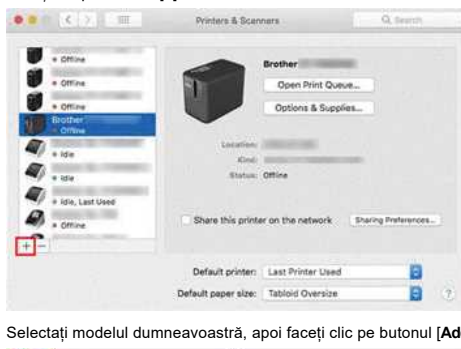 Printers & Scanners
Search
Offline
Offline
Offline
Brother
Offline
Idle
Idle
Idle, Last Used
Offline
+ −
Brother
Open Print Queue...
Options & Supplies...
Location:
Kind:
Status: Offline
Share this printer on the network
Sharing Preferences...
Default printer: Last Printer Used
Default paper size: Tabloid Oversize
?
Selectați modelul dumneavoastră, apoi faceți clic pe butonul [Ad